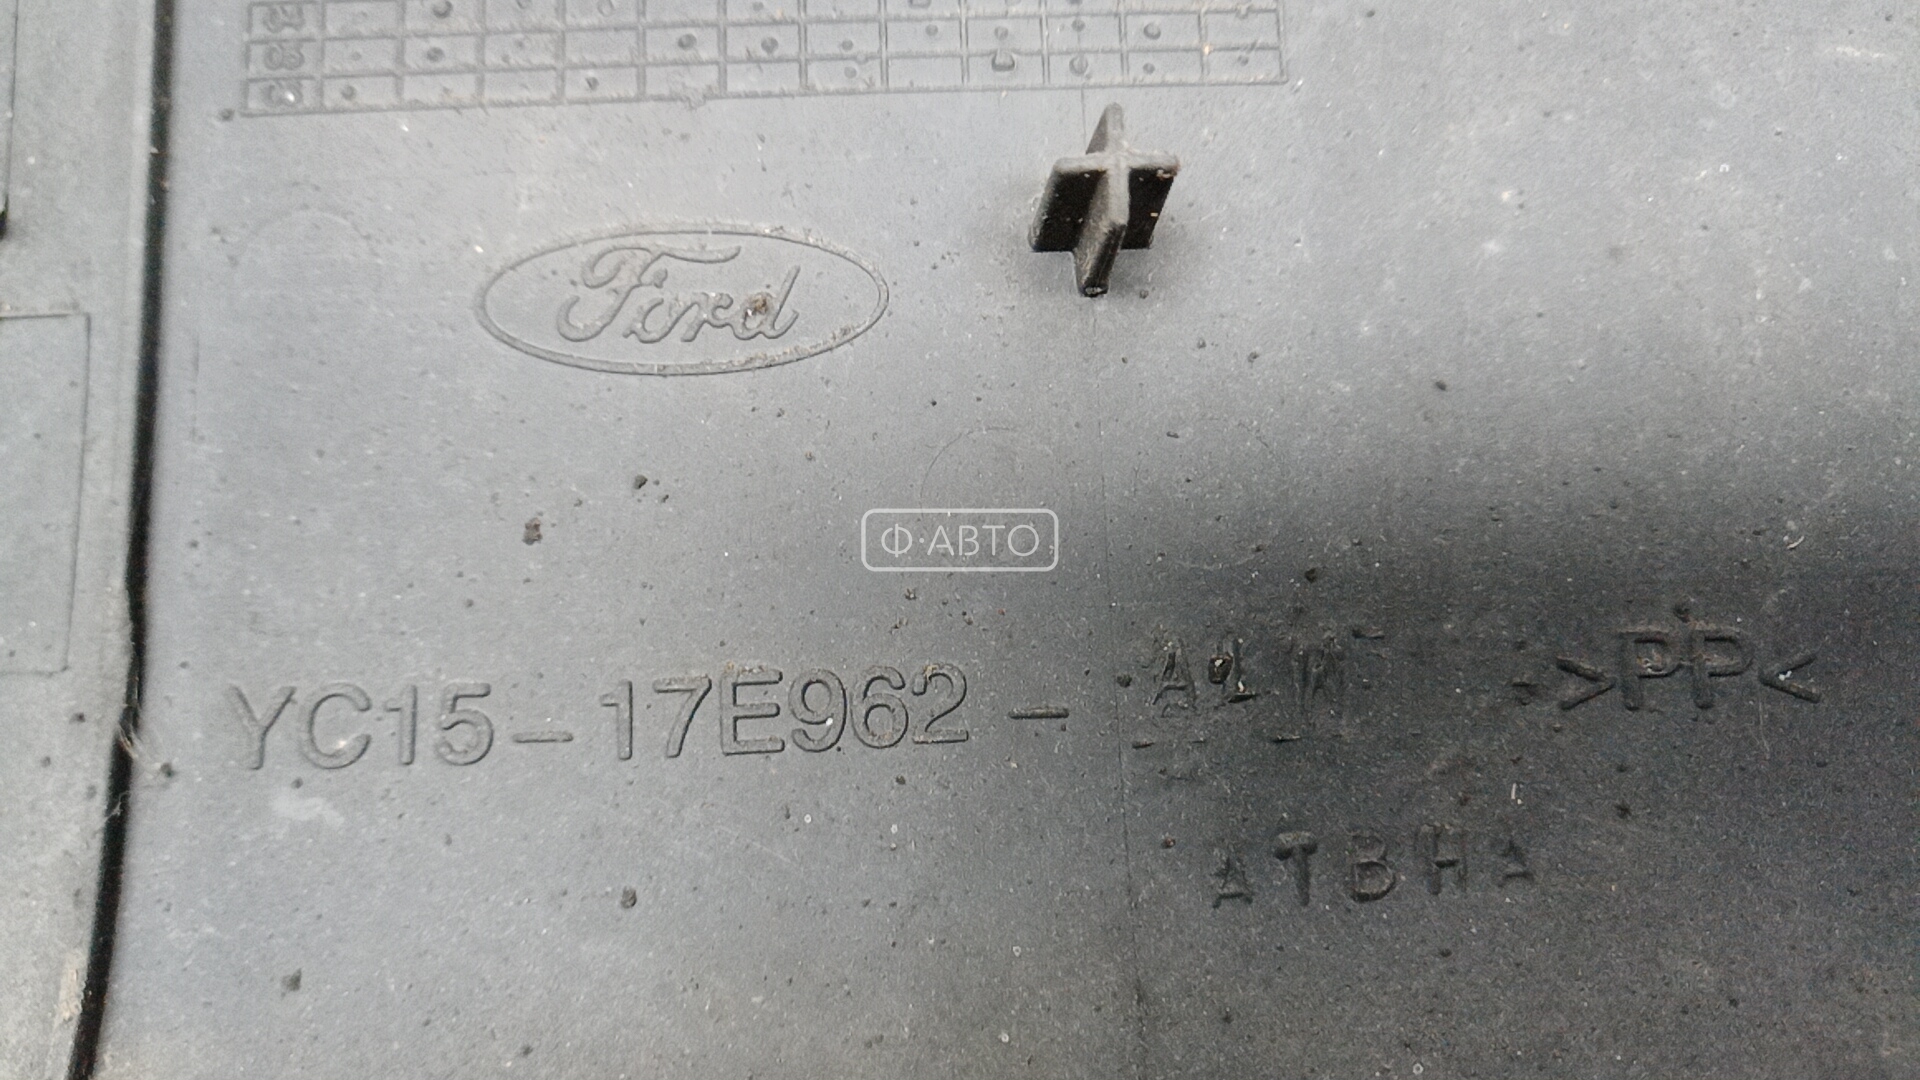 Ford
Ф·АВТО
YC15-17E962- >PP<
ATBHA